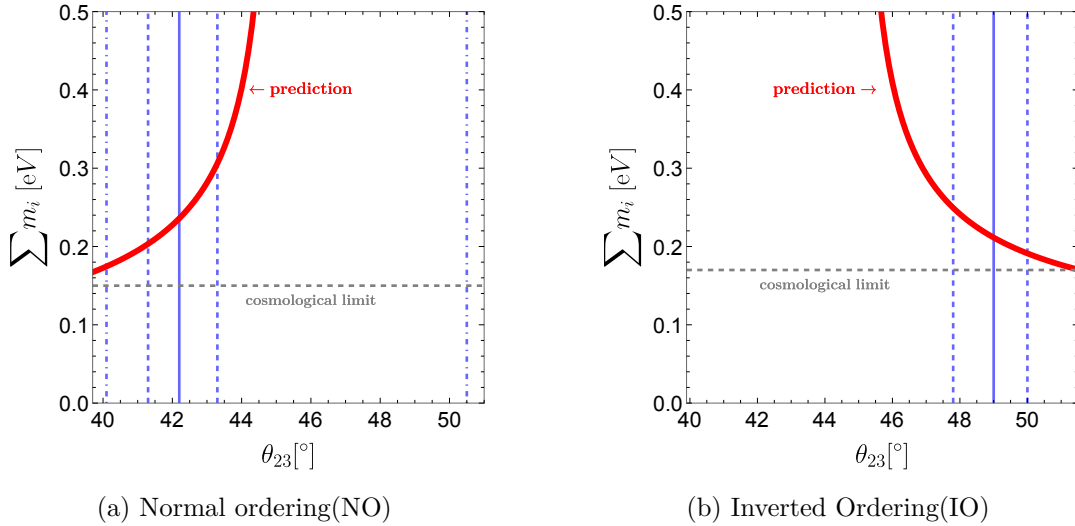 0.5
0.4
0.3
0.2
0.1
0.0
∑ m_i [eV]
← prediction
cosmological limit
40 42 44 46 48 50
θ_23[°]
(a) Normal ordering(NO)
0.5
0.4
0.3
0.2
0.1
0.0
∑ m_i [eV]
prediction →
cosmological limit
40 42 44 46 48 50
θ_23[°]
(b) Inverted Ordering(IO)